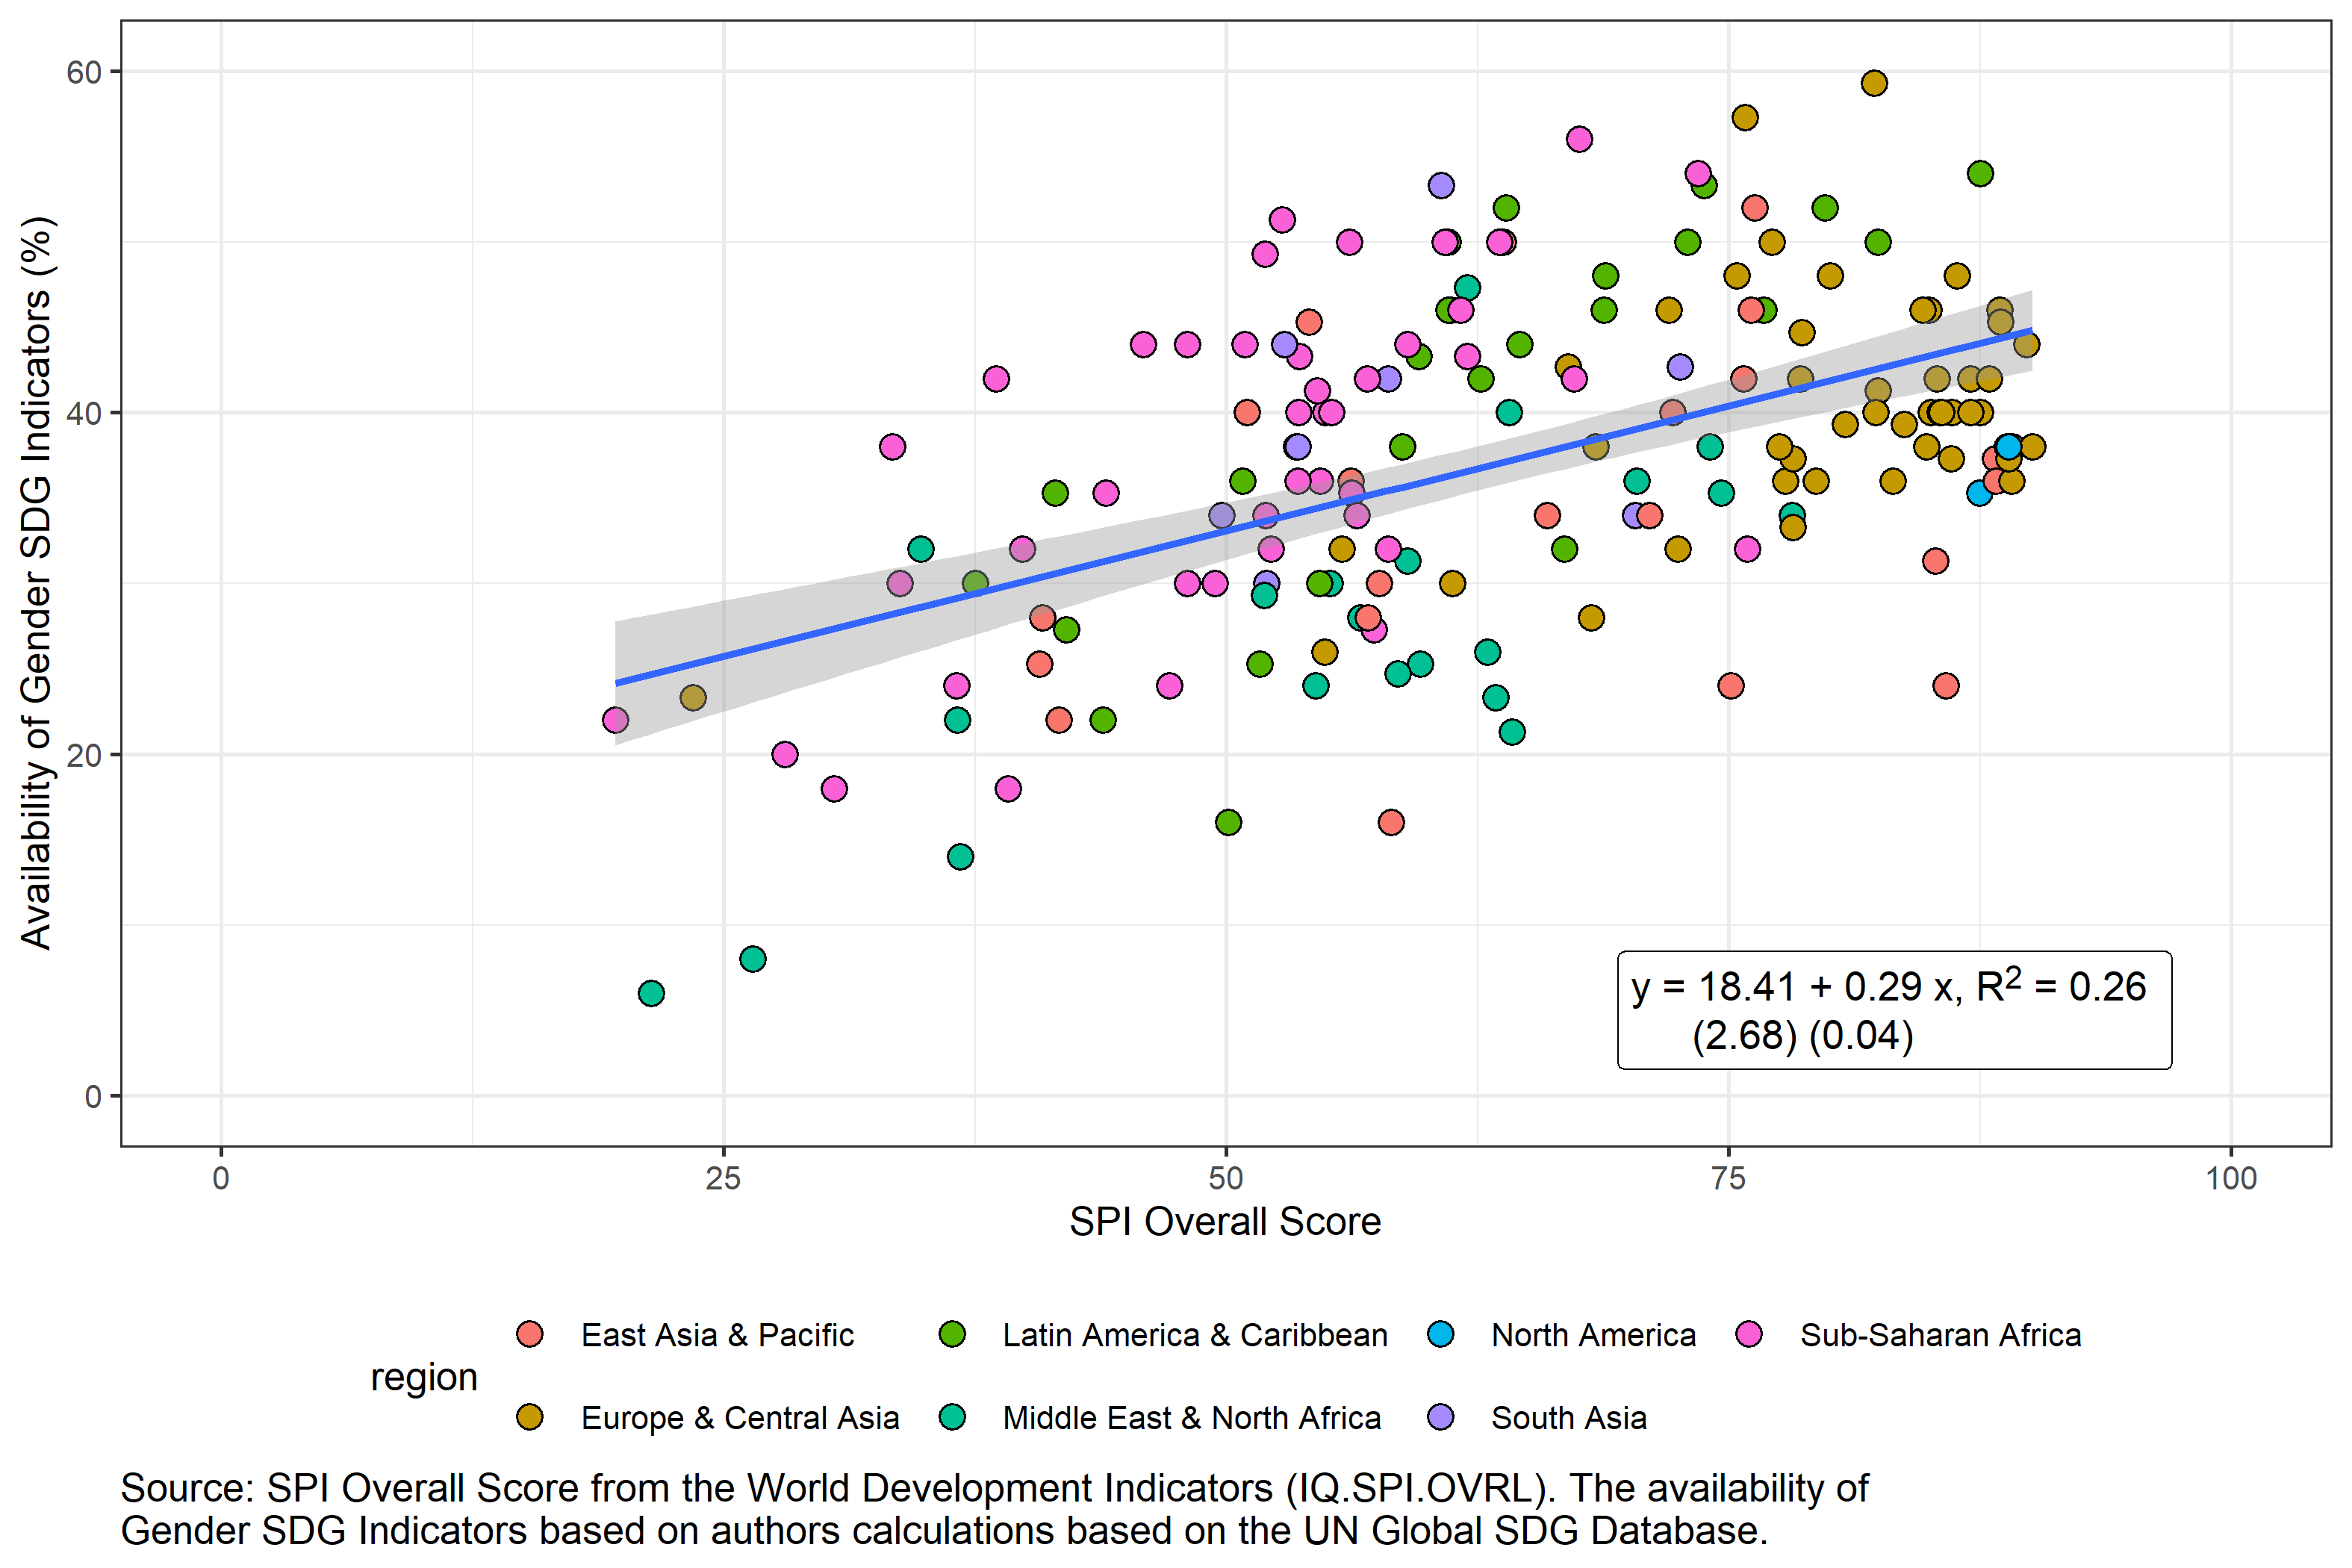 Availability of Gender SDG Indicators (%)
60
40
20
0
y = 18.41 + 0.29 x, R² = 0.26
(2.68) (0.04)
0 25 50 75 100
SPI Overall Score
region
East Asia & Pacific Latin America & Caribbean North America Sub-Saharan Africa
Europe & Central Asia Middle East & North Africa South Asia
Source: SPI Overall Score from the World Development Indicators (IQ.SPI.OVRL). The availability of
Gender SDG Indicators based on authors calculations based on the UN Global SDG Database.